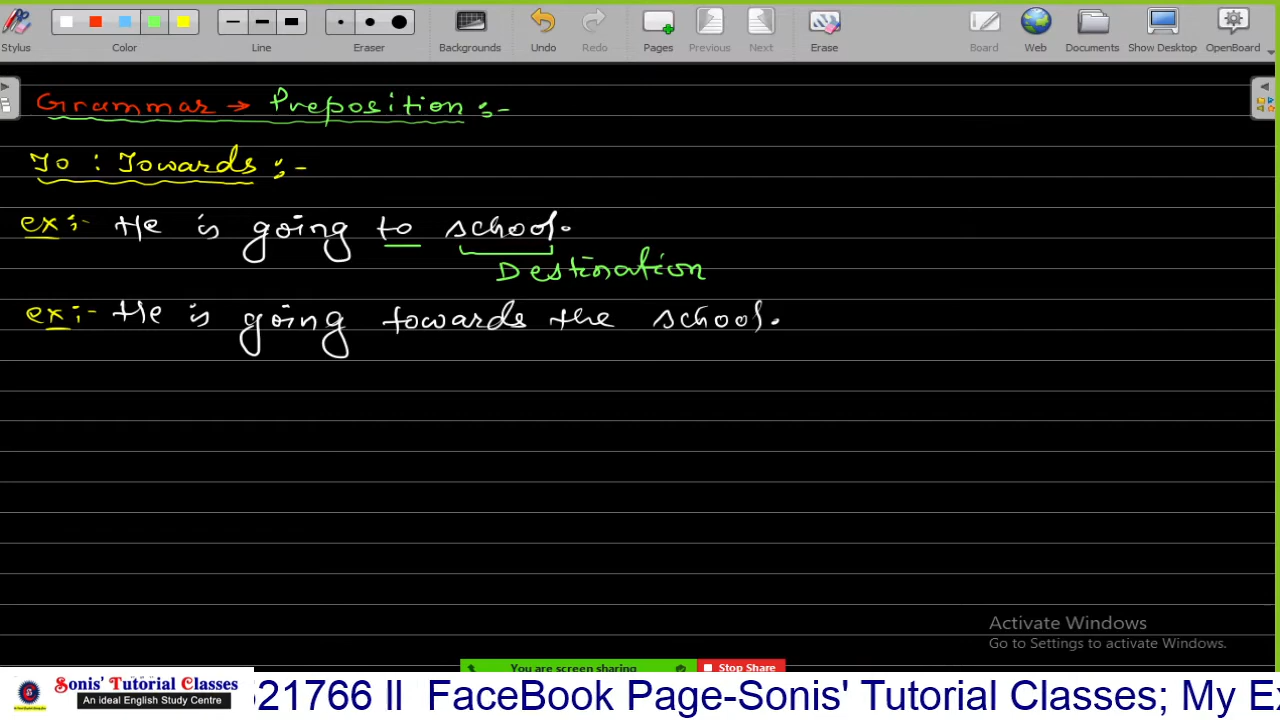 Stylus
Color
Line
Eraser
Backgrounds
Undo
Redo
Pages
Previous
Next
Erase
Board
Web
Documents
Show Desktop
OpenBoard
Grammar → Preposition :-
To : Towards :-
ex:- He is going to school.
Destination
ex:- He is going towards the school.
Activate Windows
Go to Settings to activate Windows.
You are screen sharing
Stop Share
Sonis' Tutorial Classes
An ideal English Study Centre
521766 ll FaceBook Page-Sonis' Tutorial Classes; My Ex